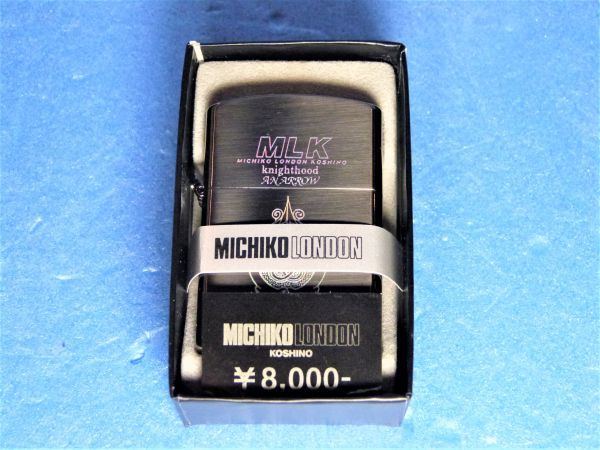 MLK
MICHIKO LONDON KOSHINO
knighthood
AN ARROW
MICHIKO LONDON
MICHIKO LONDON
KOSHINO
¥8,000-